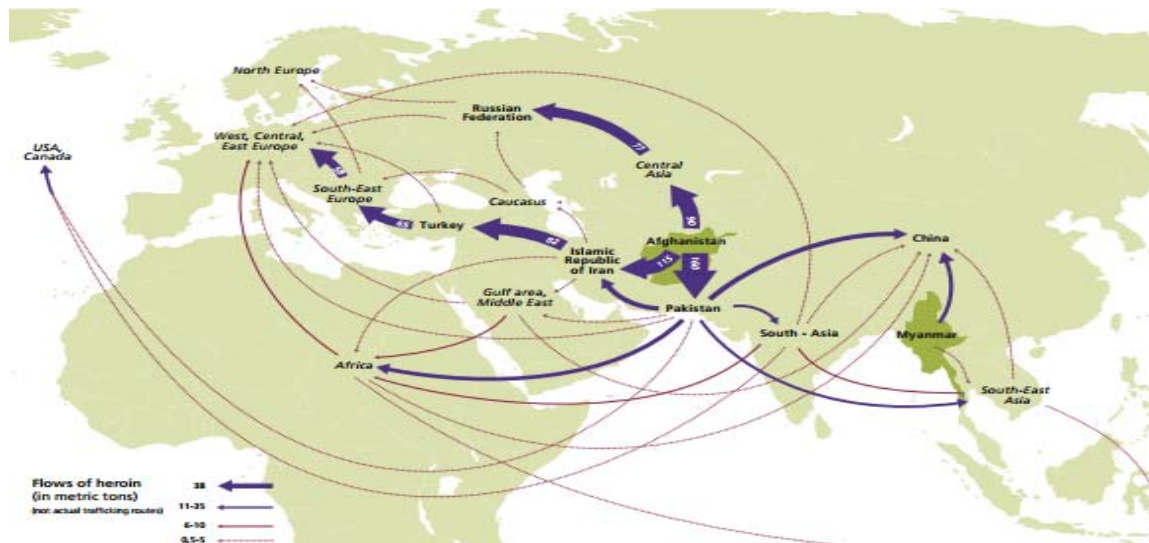 North Europe
Russian
Federation
West, Central,
East Europe
USA,
Canada
77
Central
Asia
58
South-East
Europe
Caucasus
90
65
Turkey
82
Afghanistan
China
Islamic
Republic
of Iran
115
160
Gulf area,
Middle East
Pakistan
South - Asia
Myanmar
Africa
South-East
Asia
Flows of heroin
(in metric tons)
(not actual trafficking routes)
38
11-35
6-10
0,5-5